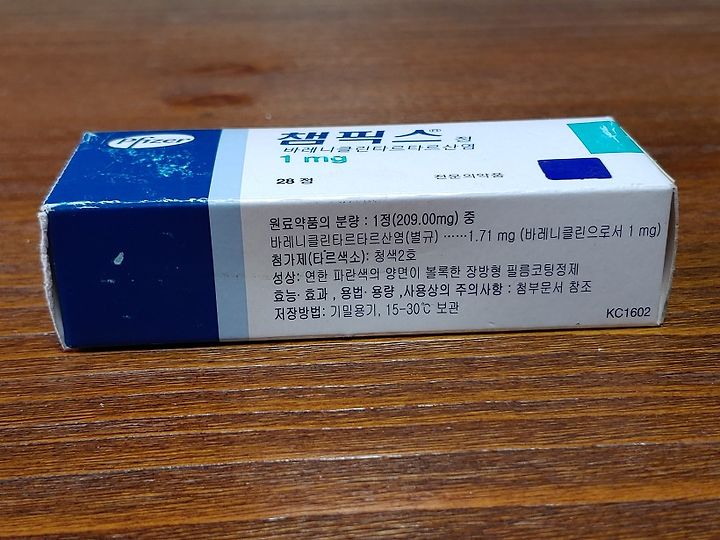 Pfizer
챔픽스® 정
바레니클린타르타르산염
1 mg
28 정
전문의약품
원료약품의 분량 : 1정(209.00mg) 중
바레니클린타르타르산염(별규) ……1.71 mg (바레니클린으로서 1 mg)
첨가제(타르색소): 청색2호
성상: 연한 파란색의 양면이 볼록한 장방형 필름코팅정제
효능· 효과 , 용법· 용량 ,사용상의 주의사항 : 첨부문서 참조
저장방법: 기밀용기, 15-30℃ 보관
KC1602